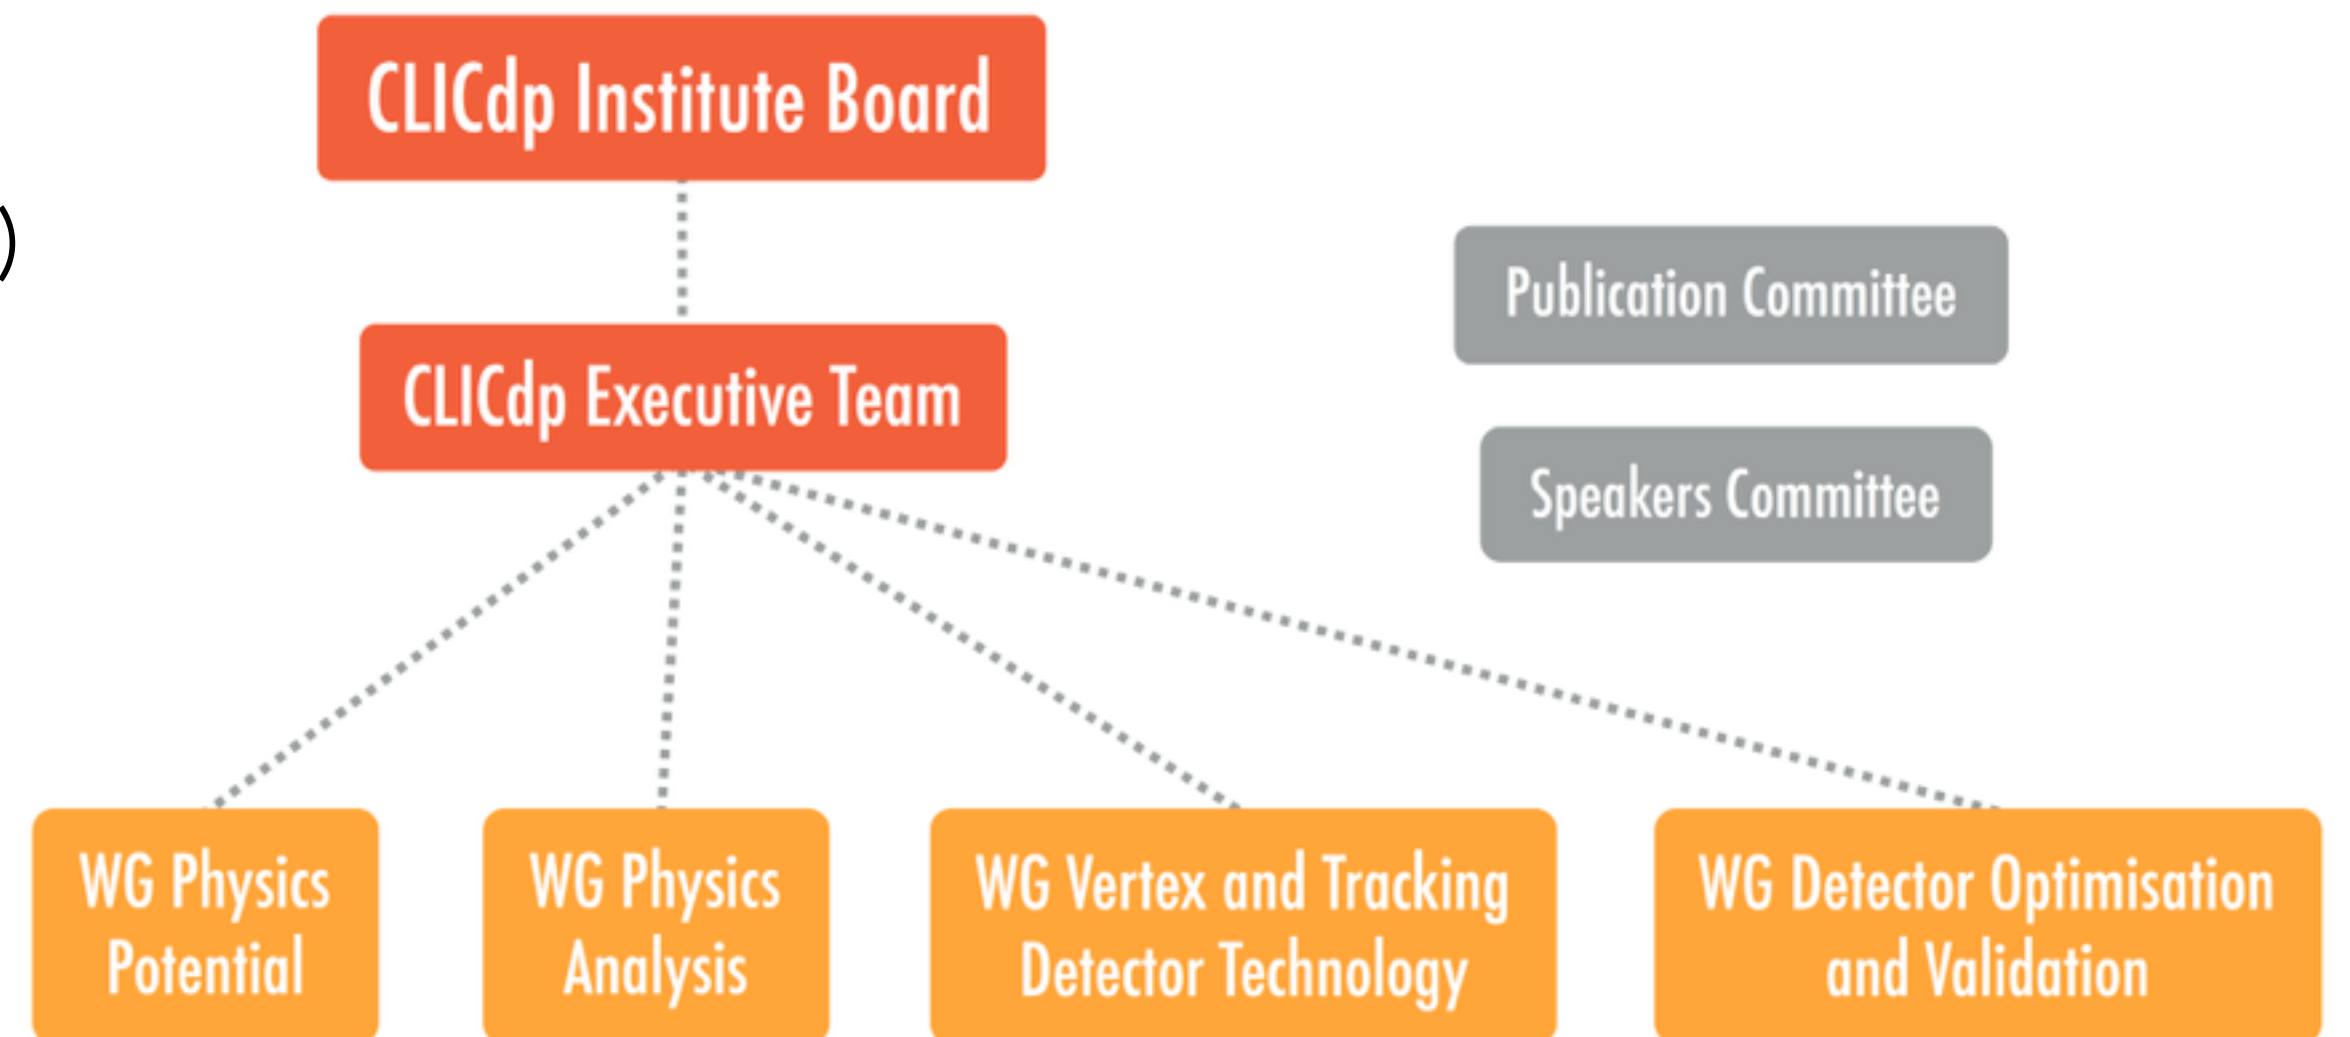 CLICdp Institute Board
)
Publication Committee
CLICdp Executive Team
Speakers Committee
WG Physics
Potential
WG Physics
Analysis
WG Vertex and Tracking
Detector Technology
WG Detector Optimisation
and Validation